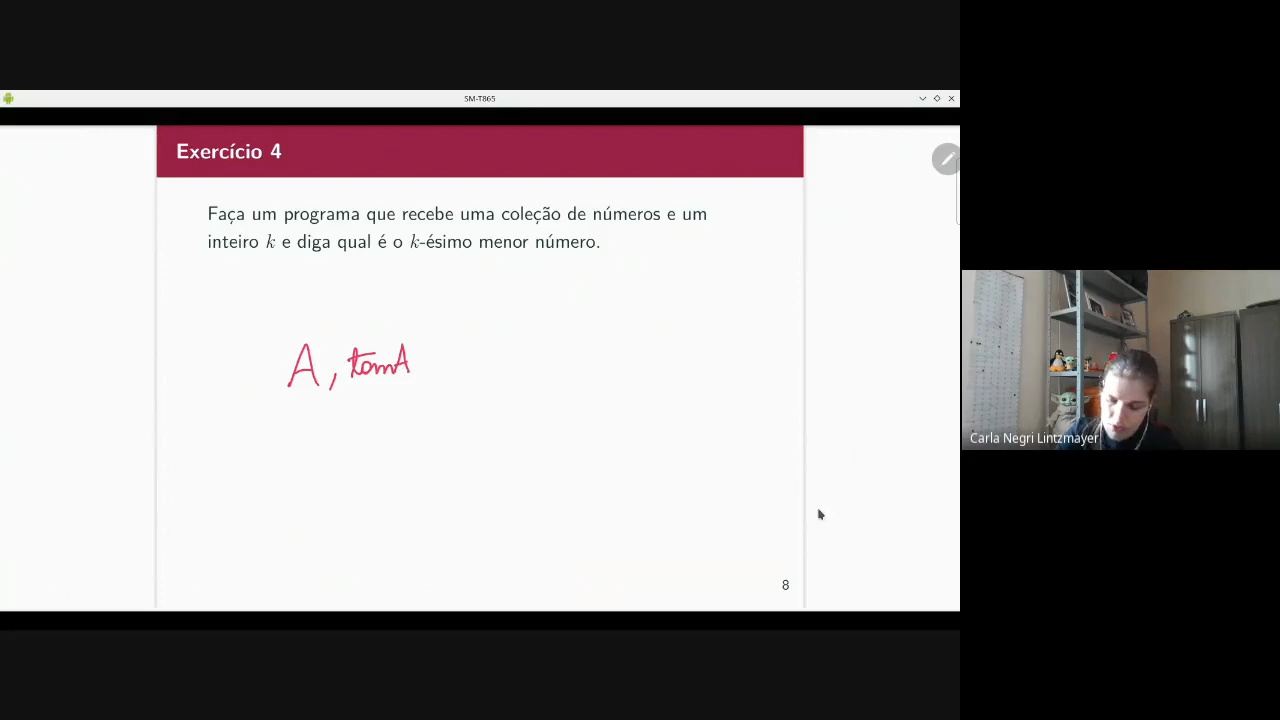 SM-T865
Exercício 4
Faça um programa que recebe uma coleção de números e um
inteiro k e diga qual é o k-ésimo menor número.
A, tamA
8
Carla Negri Lintzmayer